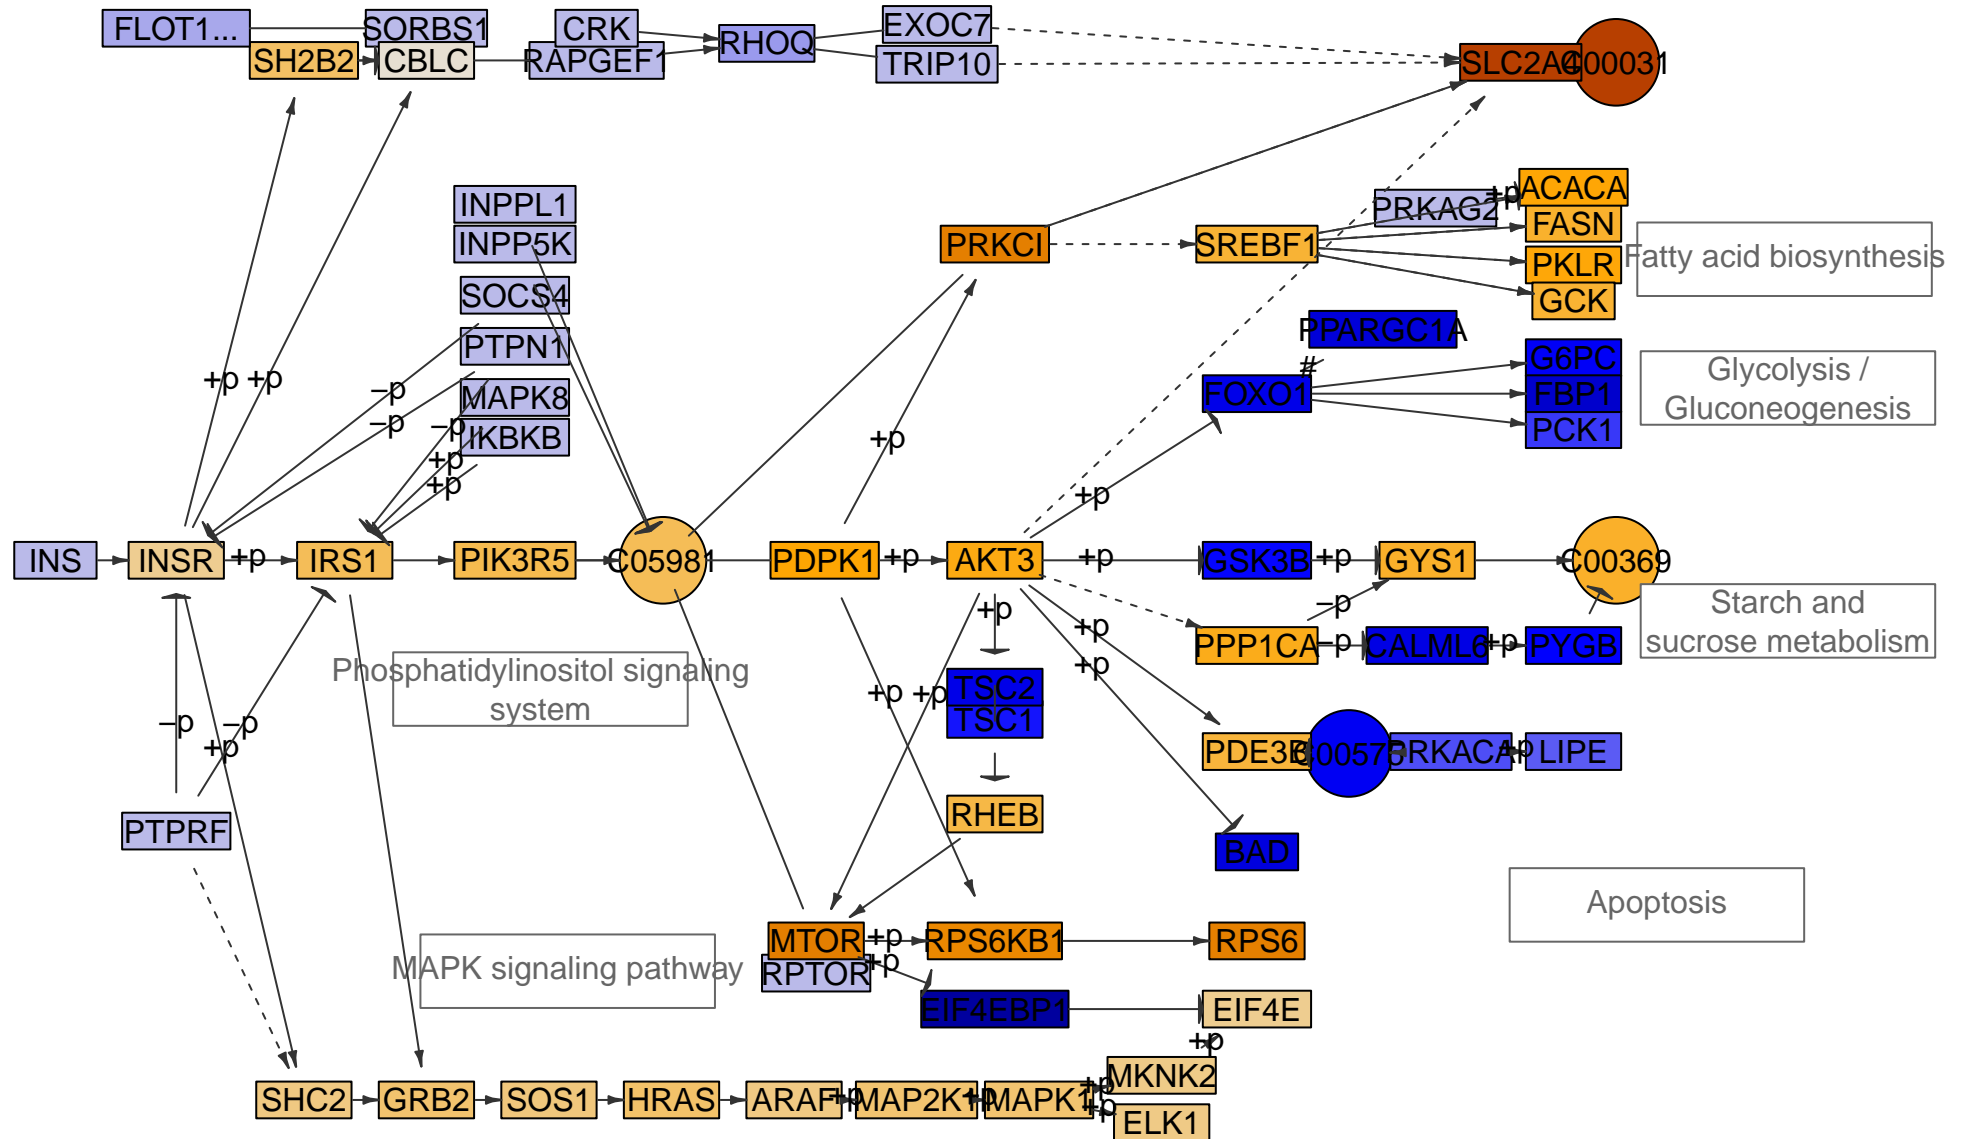 FLOT1...
SORBS1
CRK
EXOC7
SH2B2
CBLC
RAPGEF1
RHOQ
TRIP10
SLC2A4
C00031
INPPL1
INPP5K
SOCS4
PTPN1
MAPK8
IKBKB
PRKCI
SREBF1
PRKAG2
+p
ACACA
FASN
PKLR
GCK
Fatty acid biosynthesis
PPARGC1A
#
FOXO1
G6PC
FBP1
PCK1
Glycolysis /
Gluconeogenesis
+p
+p
–p
–p
–p
+p
+p
+p
+p
INS
INSR
+p
IRS1
PIK3R5
C05981
PDPK1
+p
AKT3
+p
GSK3B
+p
GYS1
C00369
–p
+p
+p
+p
PPP1CA
–p
CALML6
+p
PYGB
Starch and
sucrose metabolism
Phosphatidylinositol signaling
system
–p
–p
+p
+p
+p
TSC2
TSC1
PDE3B
C00575
PRKACA
+p
LIPE
PTPRF
RHEB
BAD
Apoptosis
MTOR
+p
RPS6KB1
RPS6
RPTOR
+p
MAPK signaling pathway
EIF4EBP1
EIF4E
+p
SHC2
GRB2
SOS1
HRAS
ARAF
+p
MAP2K1
+p
MAPK1
+p
+p
MKNK2
ELK1